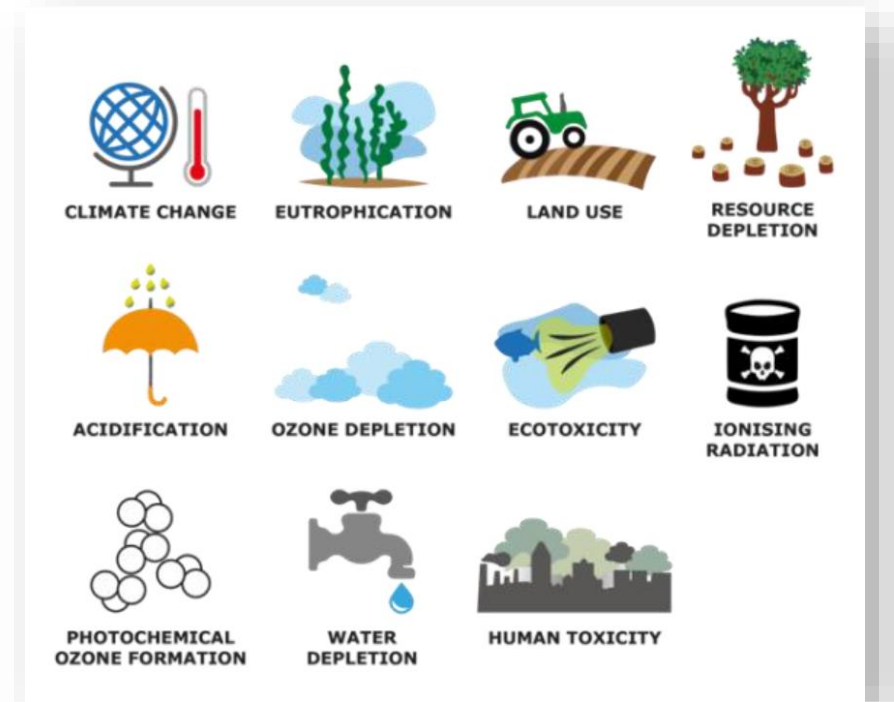 CLIMATE CHANGE
EUTROPHICATION
LAND USE
RESOURCE
DEPLETION
ACIDIFICATION
OZONE DEPLETION
ECOTOXICITY
IONISING
RADIATION
PHOTOCHEMICAL
OZONE FORMATION
WATER
DEPLETION
HUMAN TOXICITY